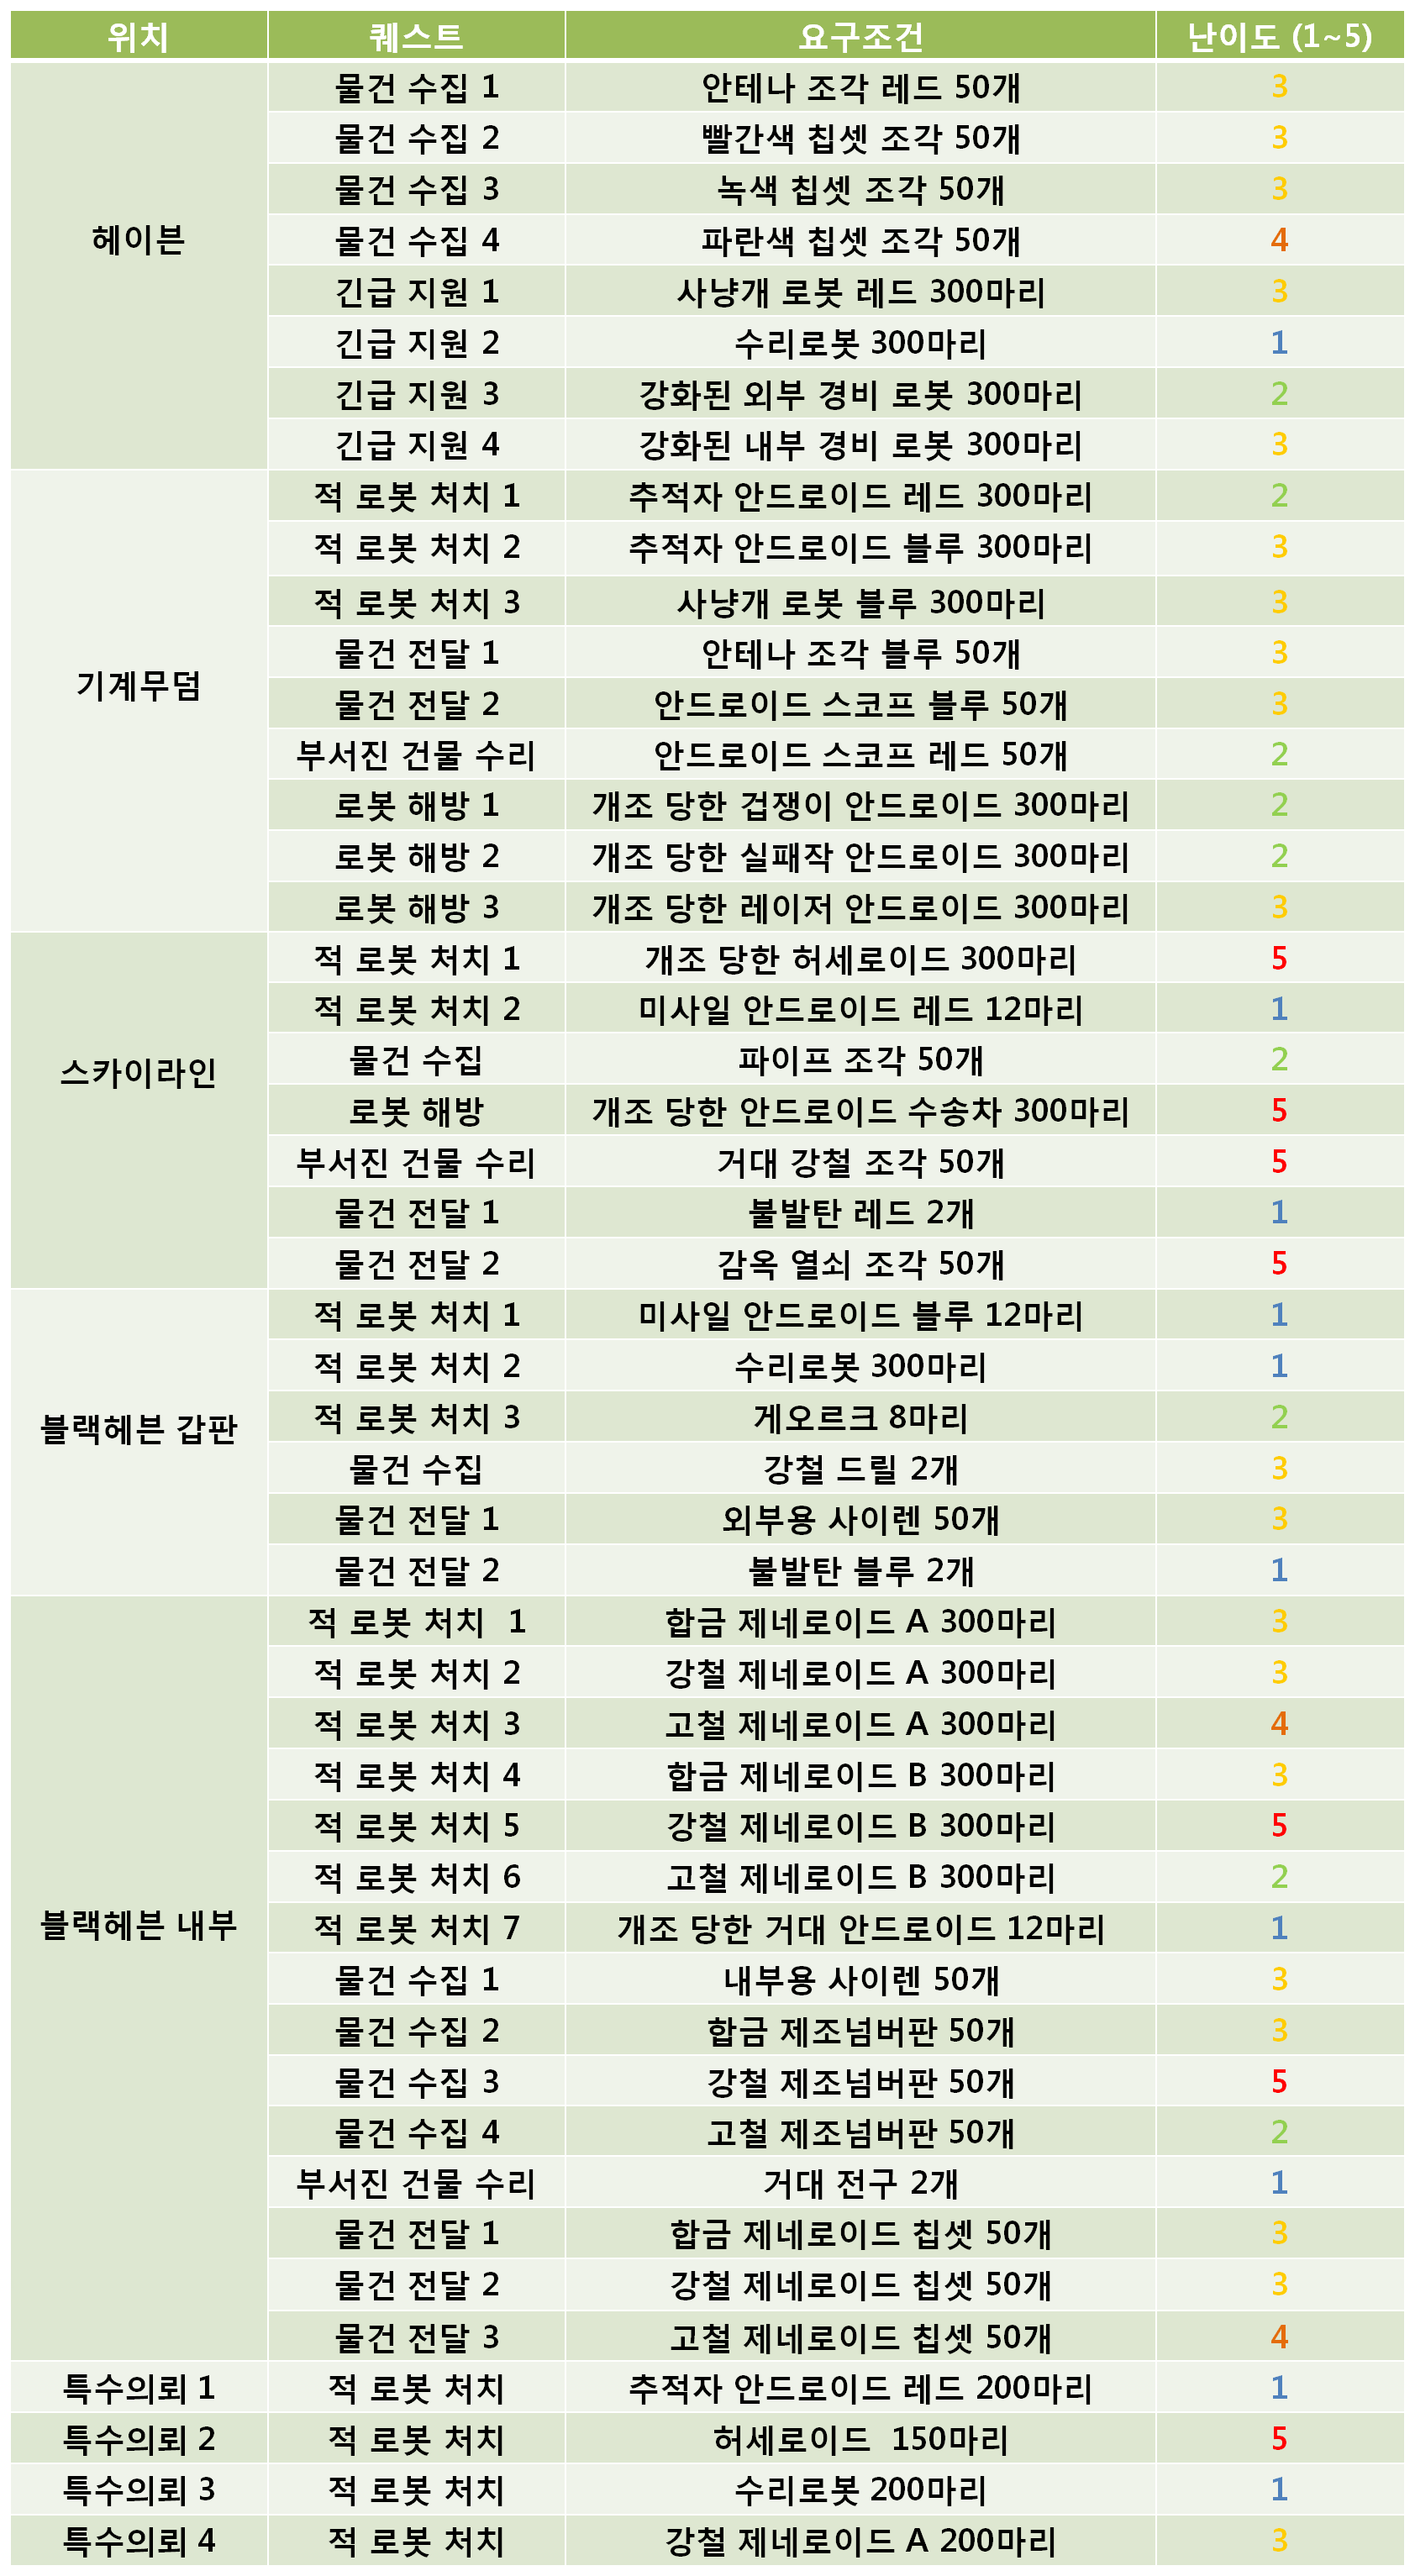 위치 퀘스트 요구조건 난이도 (1~5)
헤이븐
물건 수집 1 안테나 조각 레드 50개 3
물건 수집 2 빨간색 칩셋 조각 50개 3
물건 수집 3 녹색 칩셋 조각 50개 3
물건 수집 4 파란색 칩셋 조각 50개 4
긴급 지원 1 사냥개 로봇 레드 300마리 3
긴급 지원 2 수리로봇 300마리 1
긴급 지원 3 강화된 외부 경비 로봇 300마리 2
긴급 지원 4 강화된 내부 경비 로봇 300마리 3
기계무덤
적 로봇 처치 1 추적자 안드로이드 레드 300마리 2
적 로봇 처치 2 추적자 안드로이드 블루 300마리 3
적 로봇 처치 3 사냥개 로봇 블루 300마리 3
물건 전달 1 안테나 조각 블루 50개 3
물건 전달 2 안드로이드 스코프 블루 50개 3
부서진 건물 수리 안드로이드 스코프 레드 50개 2
로봇 해방 1 개조 당한 겁쟁이 안드로이드 300마리 2
로봇 해방 2 개조 당한 실패작 안드로이드 300마리 2
로봇 해방 3 개조 당한 레이저 안드로이드 300마리 3
스카이라인
적 로봇 처치 1 개조 당한 허세로이드 300마리 5
적 로봇 처치 2 미사일 안드로이드 레드 12마리 1
물건 수집 파이프 조각 50개 2
로봇 해방 개조 당한 안드로이드 수송차 300마리 5
부서진 건물 수리 거대 강철 조각 50개 5
물건 전달 1 불발탄 레드 2개 1
물건 전달 2 감옥 열쇠 조각 50개 5
블랙헤븐 갑판
적 로봇 처치 1 미사일 안드로이드 블루 12마리 1
적 로봇 처치 2 수리로봇 300마리 1
적 로봇 처치 3 게오르크 8마리 2
물건 수집 강철 드릴 2개 3
물건 전달 1 외부용 사이렌 50개 3
물건 전달 2 불발탄 블루 2개 1
블랙헤븐 내부
적 로봇 처치 1 합금 제네로이드 A 300마리 3
적 로봇 처치 2 강철 제네로이드 A 300마리 3
적 로봇 처치 3 고철 제네로이드 A 300마리 4
적 로봇 처치 4 합금 제네로이드 B 300마리 3
적 로봇 처치 5 강철 제네로이드 B 300마리 5
적 로봇 처치 6 고철 제네로이드 B 300마리 2
적 로봇 처치 7 개조 당한 거대 안드로이드 12마리 1
물건 수집 1 내부용 사이렌 50개 3
물건 수집 2 합금 제조넘버판 50개 3
물건 수집 3 강철 제조넘버판 50개 5
물건 수집 4 고철 제조넘버판 50개 2
부서진 건물 수리 거대 전구 2개 1
물건 전달 1 합금 제네로이드 칩셋 50개 3
물건 전달 2 강철 제네로이드 칩셋 50개 3
물건 전달 3 고철 제네로이드 칩셋 50개 4
특수의뢰 1 적 로봇 처치 추적자 안드로이드 레드 200마리 1
특수의뢰 2 적 로봇 처치 허세로이드 150마리 5
특수의뢰 3 적 로봇 처치 수리로봇 200마리 1
특수의뢰 4 적 로봇 처치 강철 제네로이드 A 200마리 3